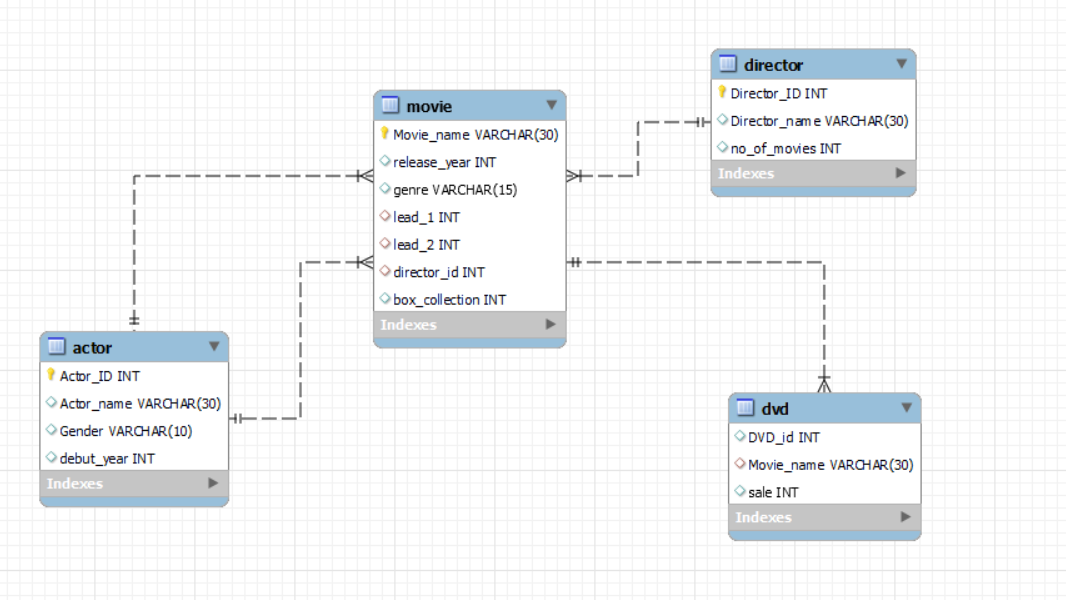 director
Director_ID INT
Director_name VARCHAR(30)
no_of_movies INT
Indexes
movie
Movie_name VARCHAR(30)
release_year INT
genre VARCHAR(15)
lead_1 INT
lead_2 INT
director_id INT
box_collection INT
Indexes
actor
Actor_ID INT
Actor_name VARCHAR(30)
Gender VARCHAR(10)
debut_year INT
Indexes
dvd
DVD_id INT
Movie_name VARCHAR(30)
sale INT
Indexes